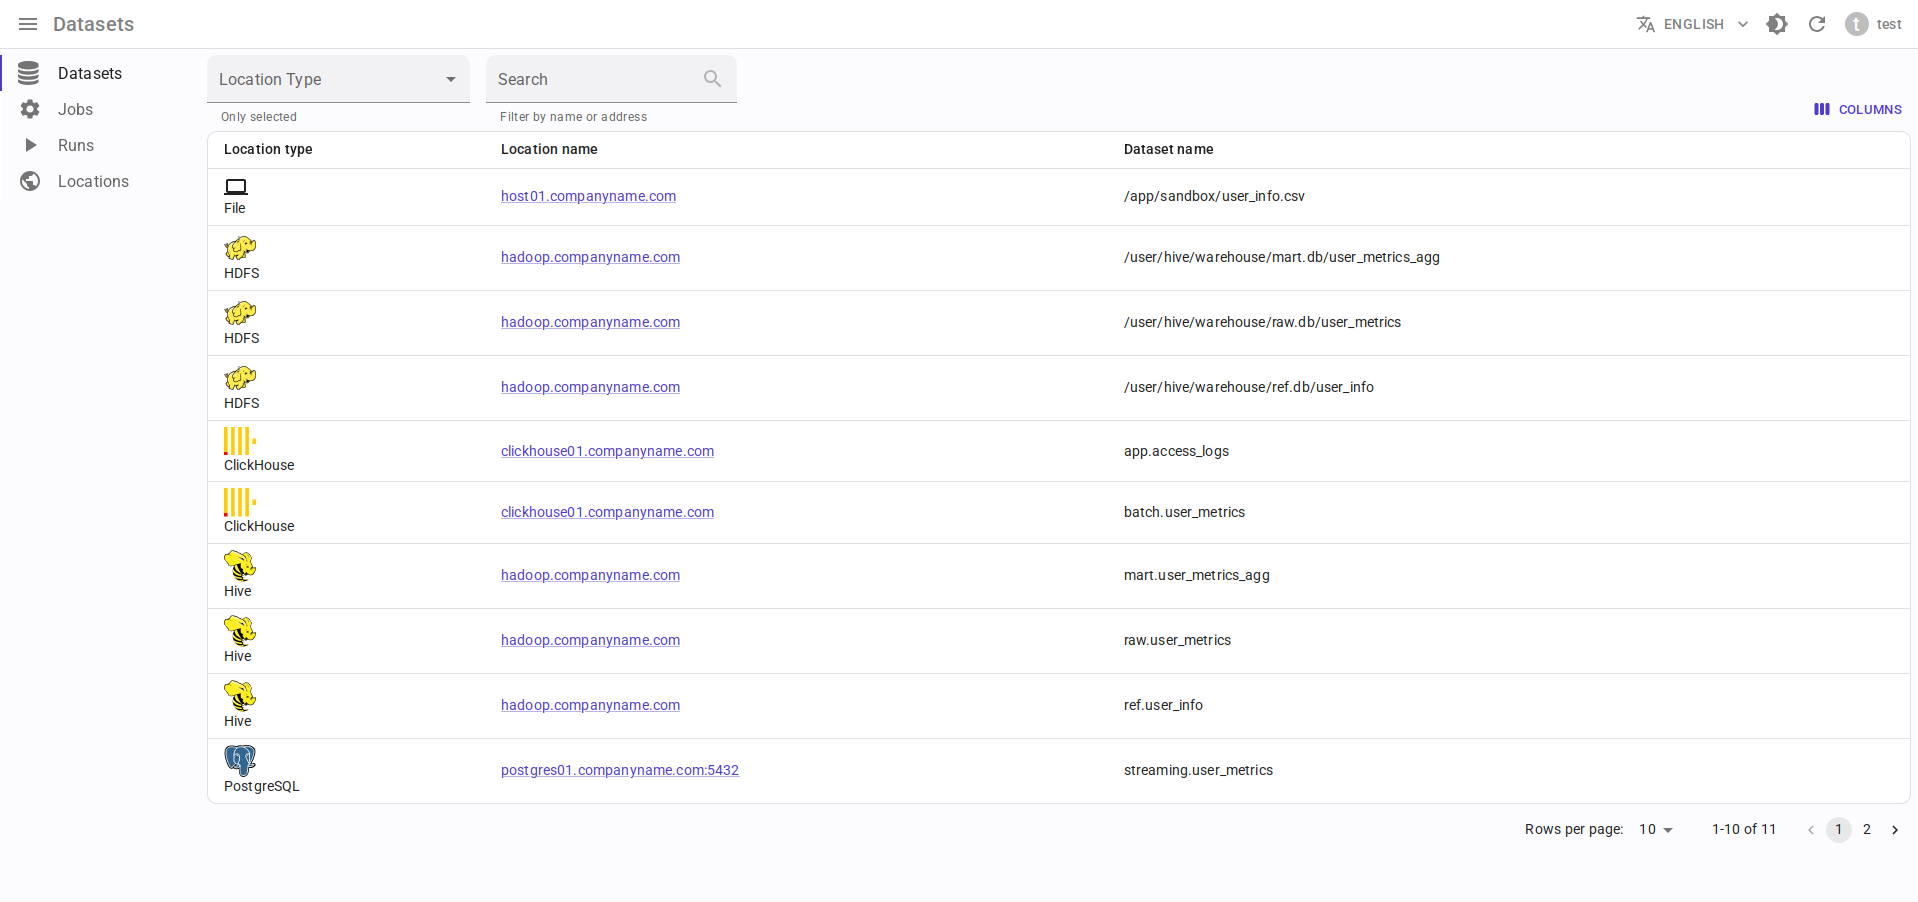 Datasets
ENGLISH
t test
Datasets
Jobs
Runs
Locations
Location Type
Only selected
Search
Filter by name or address
COLUMNS
Location type Location name Dataset name
File host01.companyname.com /app/sandbox/user_info.csv
HDFS hadoop.companyname.com /user/hive/warehouse/mart.db/user_metrics_agg
HDFS hadoop.companyname.com /user/hive/warehouse/raw.db/user_metrics
HDFS hadoop.companyname.com /user/hive/warehouse/ref.db/user_info
ClickHouse clickhouse01.companyname.com app.access_logs
ClickHouse clickhouse01.companyname.com batch.user_metrics
Hive hadoop.companyname.com mart.user_metrics_agg
Hive hadoop.companyname.com raw.user_metrics
Hive hadoop.companyname.com ref.user_info
PostgreSQL postgres01.companyname.com:5432 streaming.user_metrics
Rows per page: 10 1-10 of 11 1 2